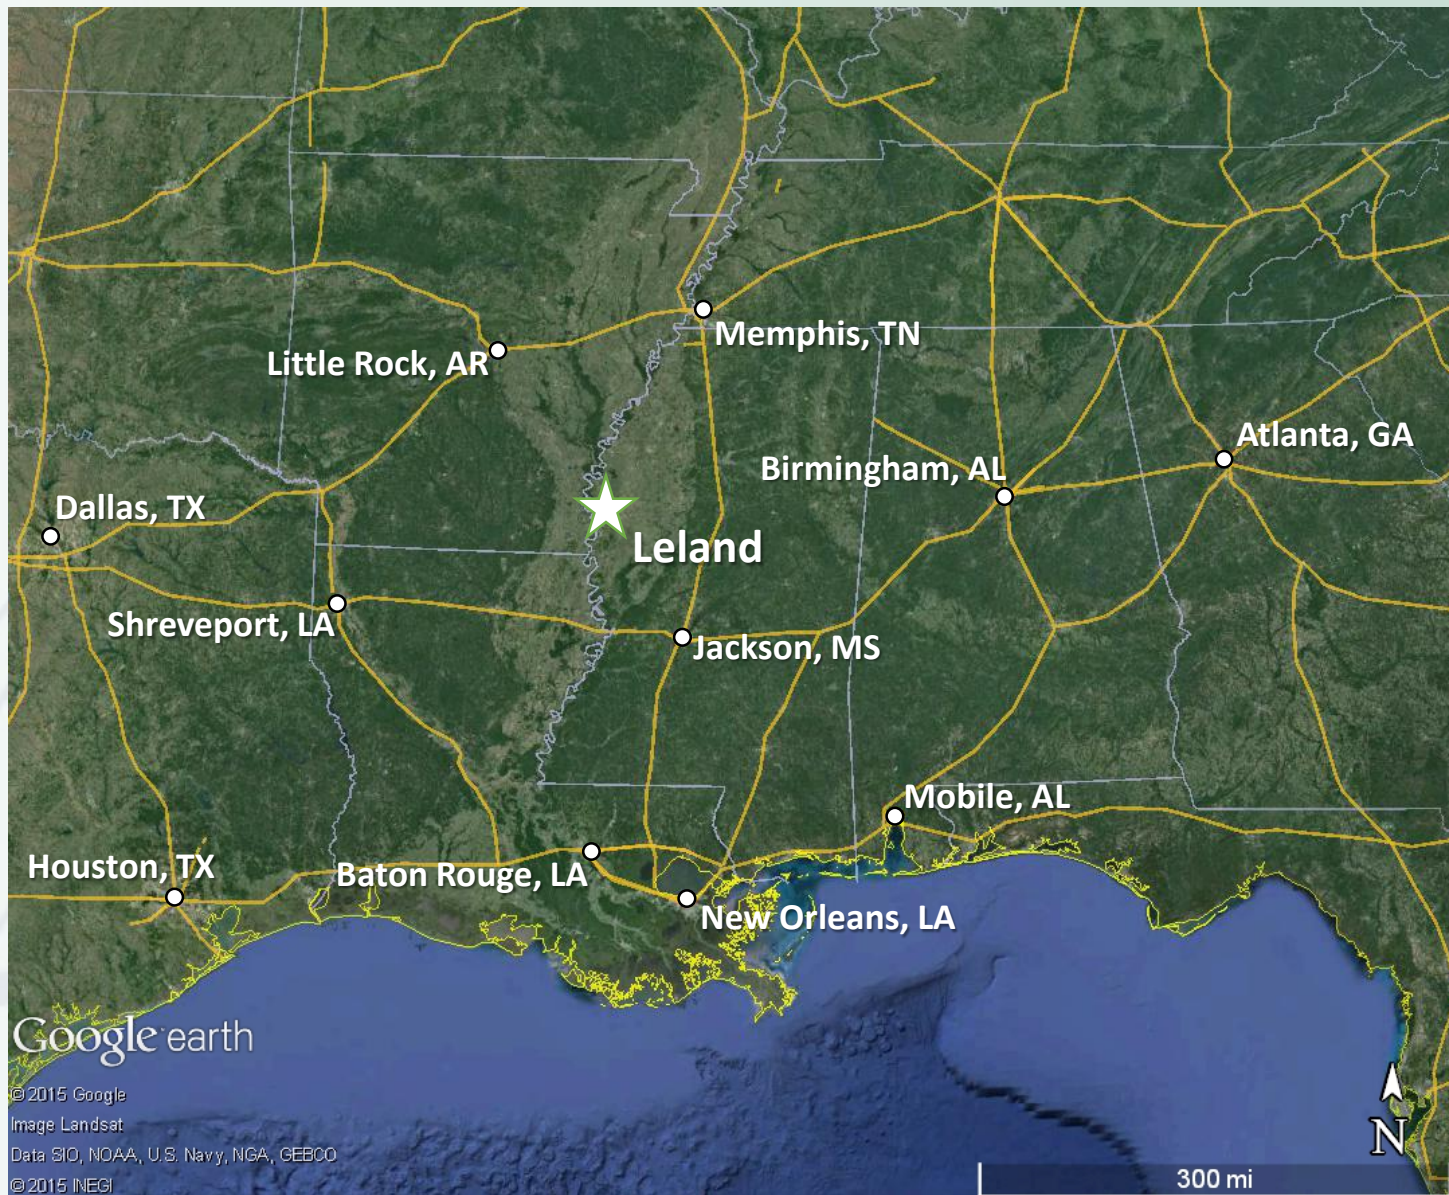 Memphis, TN
Little Rock, AR
Atlanta, GA
Birmingham, AL
Dallas, TX
Leland
Shreveport, LA
Jackson, MS
Mobile, AL
Houston, TX
Baton Rouge, LA
New Orleans, LA
Google earth
© 2015 Google
Image Landsat
Data SIO, NOAA, U.S. Navy, NGA, GEBCO
© 2015 INEGI
N
300 mi